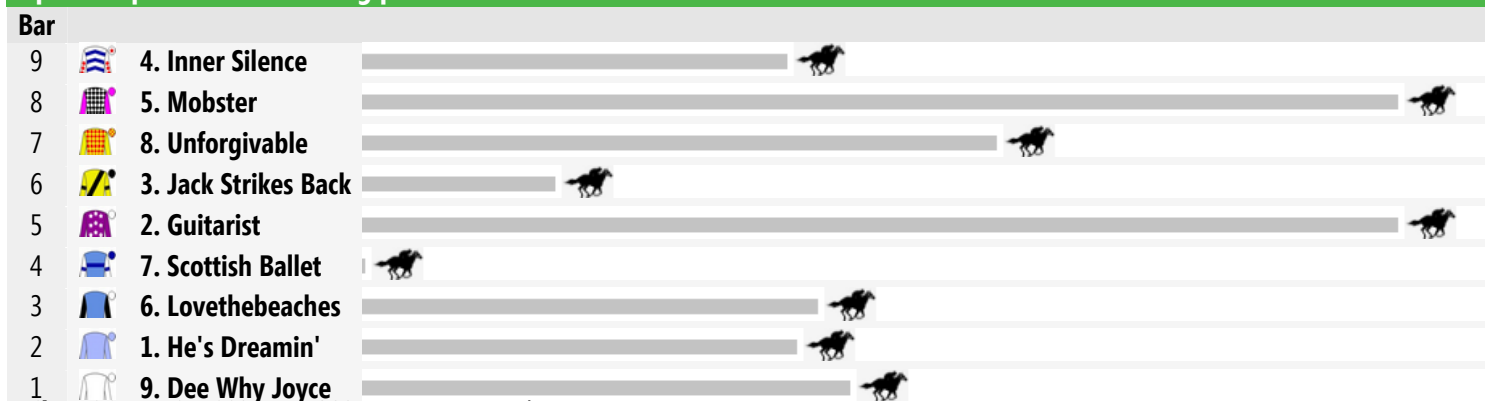 Bar
9 4. Inner Silence
8 5. Mobster
7 8. Unforgivable
6 3. Jack Strikes Back
5 2. Guitarist
4 7. Scottish Ballet
3 6. Lovethebeaches
2 1. He's Dreamin'
1 9. Dee Why Joyce